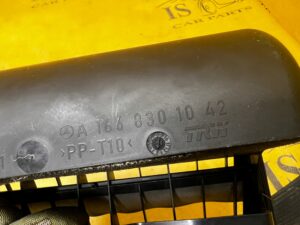 IS
CAR PARTS
A 166 830 10 42
>PP-T10<
TRW